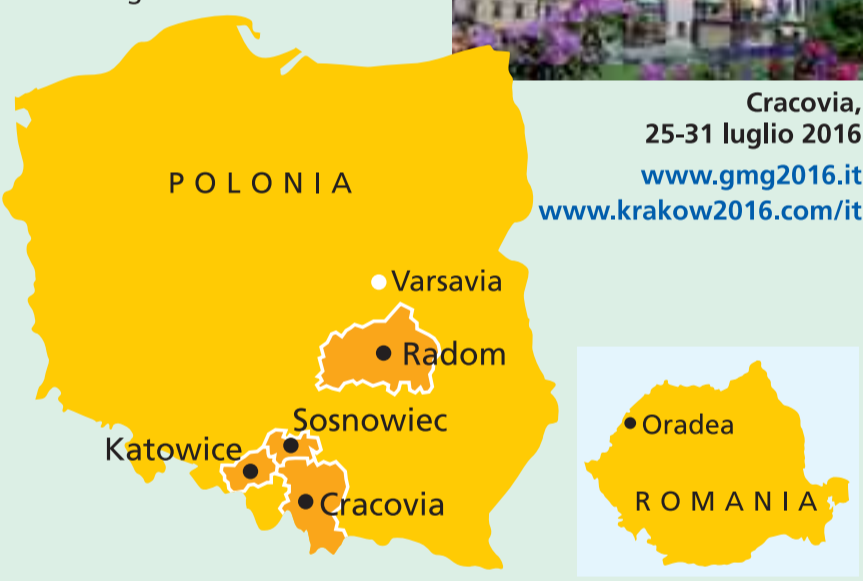 Cracovia,
25-31 luglio 2016
www.gmg2016.it
www.krakow2016.com/it
POLONIA
Varsavia
Radom
Sosnowiec
Katowice
Cracovia
Oradea
ROMANIA